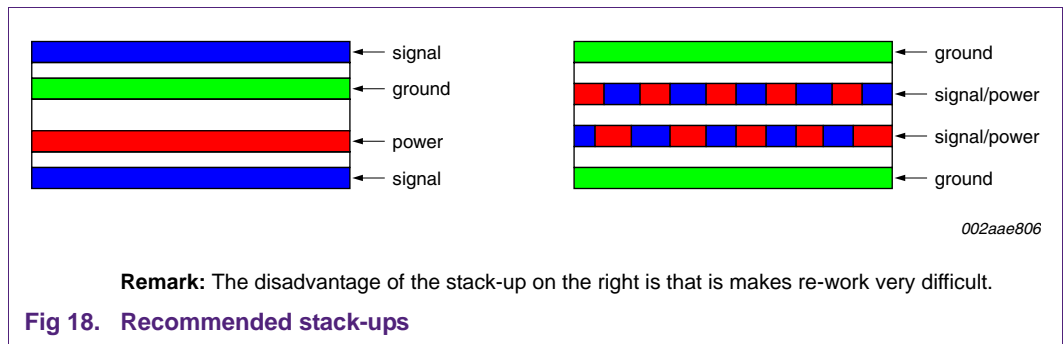 signal
ground
power
signal
ground
signal/power
signal/power
ground
002aae806
Remark: The disadvantage of the stack-up on the right is that is makes re-work very difficult.
Fig 18. Recommended stack-ups